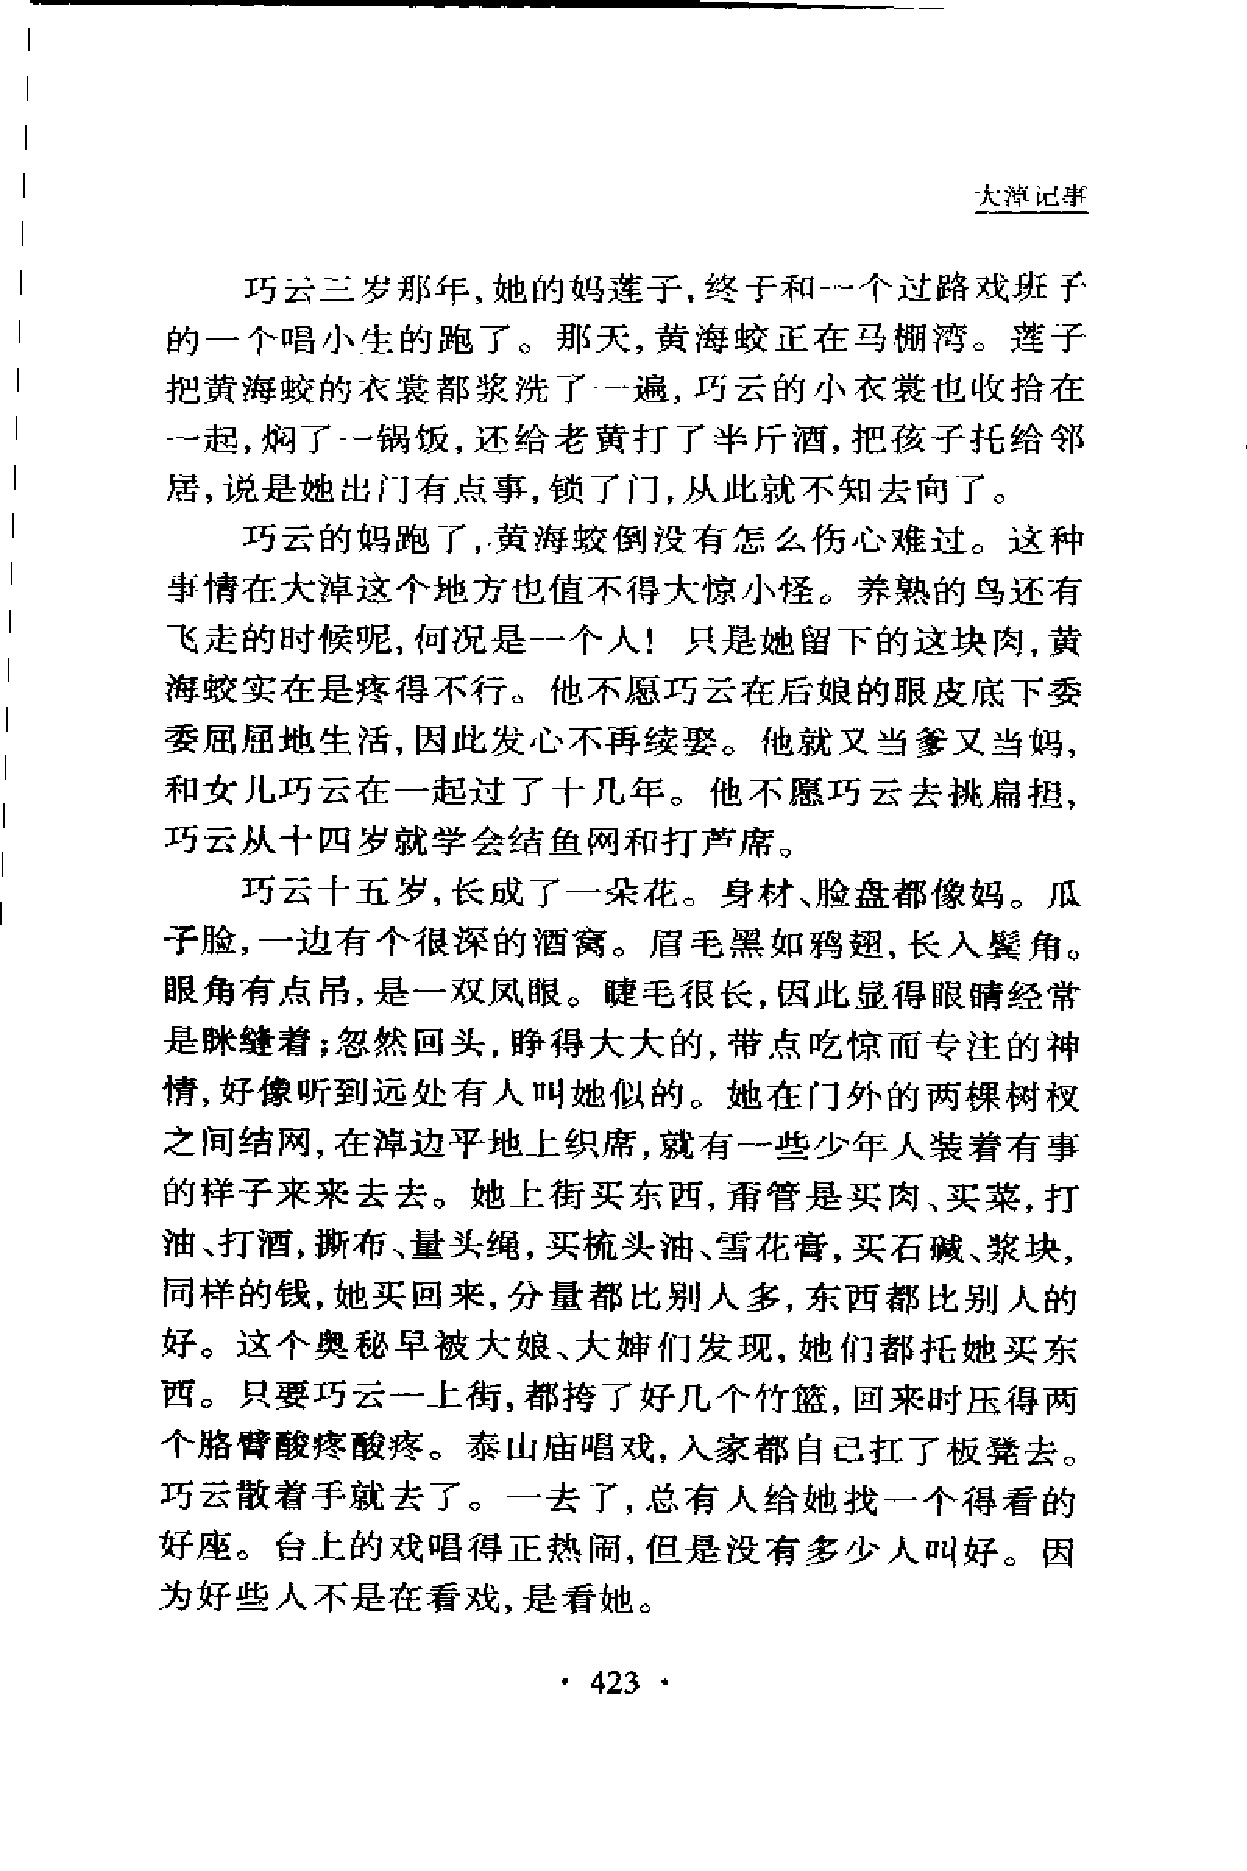 大淖记事
巧云三岁那年,她的妈莲子,终于和一个过路戏班子
的一个唱小生的跑了。那天,黄海蛟正在马棚湾。莲子
把黄海蛟的衣裳都浆洗了一遍,巧云的小衣裳也收拾在
一起,焖了一锅饭,还给老黄打了半斤酒,把孩子托给邻
居,说是她出门有点事,锁了门,从此就不知去向了。
巧云的妈跑了,黄海蛟倒没有怎么伤心难过。这种
事情在大淖这个地方也值不得大惊小怪。养熟的鸟还有
飞走的时候呢,何况是一个人! 只是她留下的这块肉,黄
海蛟实在是疼得不行。他不愿巧云在后娘的眼皮底下委
委屈屈地生活,因此发心不再续娶。他就又当爹又当妈,
和女儿巧云在一起过了十几年。他不愿巧云去挑扁担,
巧云从十四岁就学会结鱼网和打芦席。
巧云十五岁,长成了一朵花。身材、脸盘都像妈。瓜
子脸,一边有个很深的酒窝。眉毛黑如鸦翅,长入鬓角。
眼角有点吊,是一双凤眼。睫毛很长,因此显得眼睛经常
是眯缝着;忽然回头,睁得大大的,带点吃惊而专注的神
情,好像听到远处有人叫她似的。她在门外的两棵树杈
之间结网,在淖边平地上织席,就有一些少年人装着有事
的样子来来去去。她上街买东西,甭管是买肉、买菜,打
油、打酒,撕布、量头绳,买梳头油、雪花膏,买石碱、浆块,
同样的钱,她买回来,分量都比别人多,东西都比别人的
好。这个奥秘早被大娘、大婶们发现,她们都托她买东
西。只要巧云一上街,都挎了好几个竹篮,回来时压得两
个胳臂酸疼酸疼。泰山庙唱戏,人家都自己扛了板凳去。
巧云散着手就去了。一去了,总有人给她找一个得看的
好座。台上的戏唱得正热闹,但是没有多少人叫好。因
为好些人不是在看戏,是看她。
· 423 ·